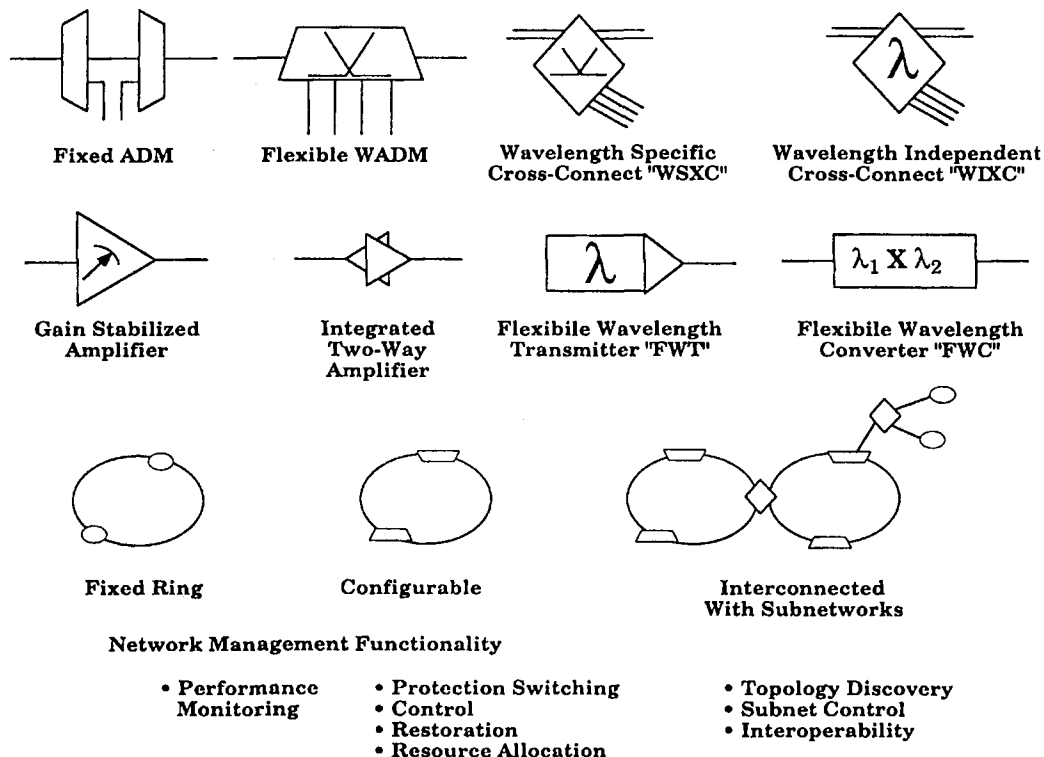 λ
Fixed ADM
Flexible WADM
Wavelength Specific
Cross-Connect "WSXC"
Wavelength Independent
Cross-Connect "WIXC"
λ
λ₁ X λ₂
Gain Stabilized
Amplifier
Integrated
Two-Way
Amplifier
Flexibile Wavelength
Transmitter "FWT"
Flexibile Wavelength
Converter "FWC"
Fixed Ring
Configurable
Interconnected
With Subnetworks
Network Management Functionality
• Performance
Monitoring
• Protection Switching
• Control
• Restoration
• Resource Allocation
• Topology Discovery
• Subnet Control
• Interoperability